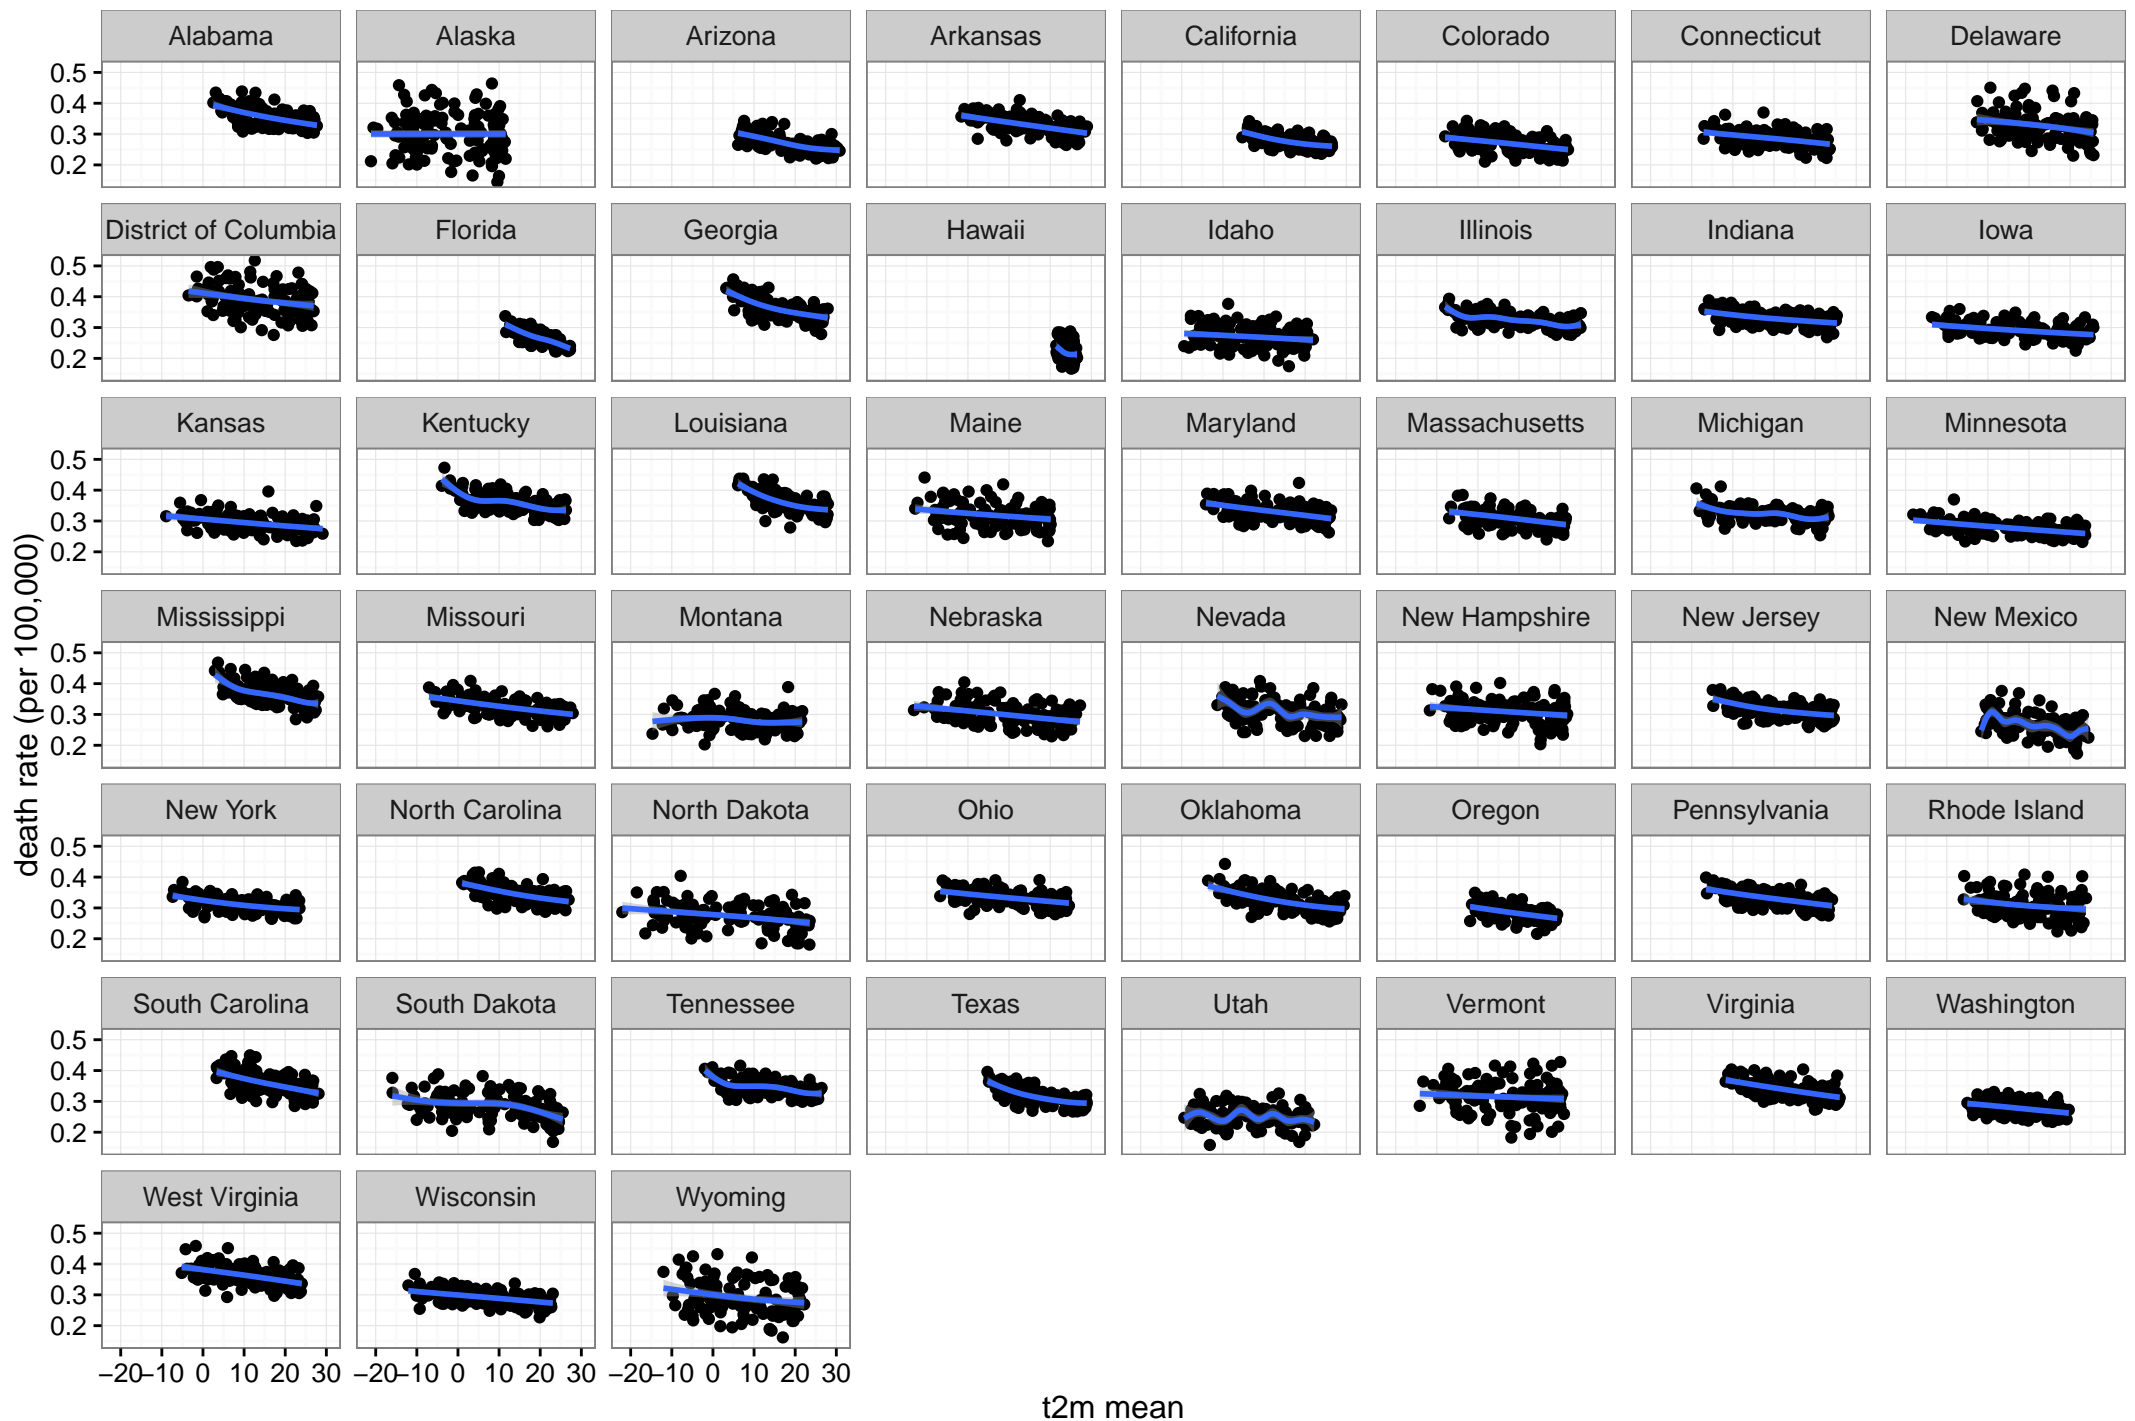 Alabama Alaska Arizona Arkansas California Colorado Connecticut Delaware
0.5
0.4
0.3
0.2
District of Columbia Florida Georgia Hawaii Idaho Illinois Indiana Iowa
0.5
0.4
0.3
0.2
Kansas Kentucky Louisiana Maine Maryland Massachusetts Michigan Minnesota
0.5
0.4
0.3
0.2
death rate (per 100,000)
Mississippi Missouri Montana Nebraska Nevada New Hampshire New Jersey New Mexico
0.5
0.4
0.3
0.2
New York North Carolina North Dakota Ohio Oklahoma Oregon Pennsylvania Rhode Island
0.5
0.4
0.3
0.2
South Carolina South Dakota Tennessee Texas Utah Vermont Virginia Washington
0.5
0.4
0.3
0.2
West Virginia Wisconsin Wyoming
0.5
0.4
0.3
0.2
−20 −10 0 10 20 30 −20 −10 0 10 20 30 −20 −10 0 10 20 30
t2m mean